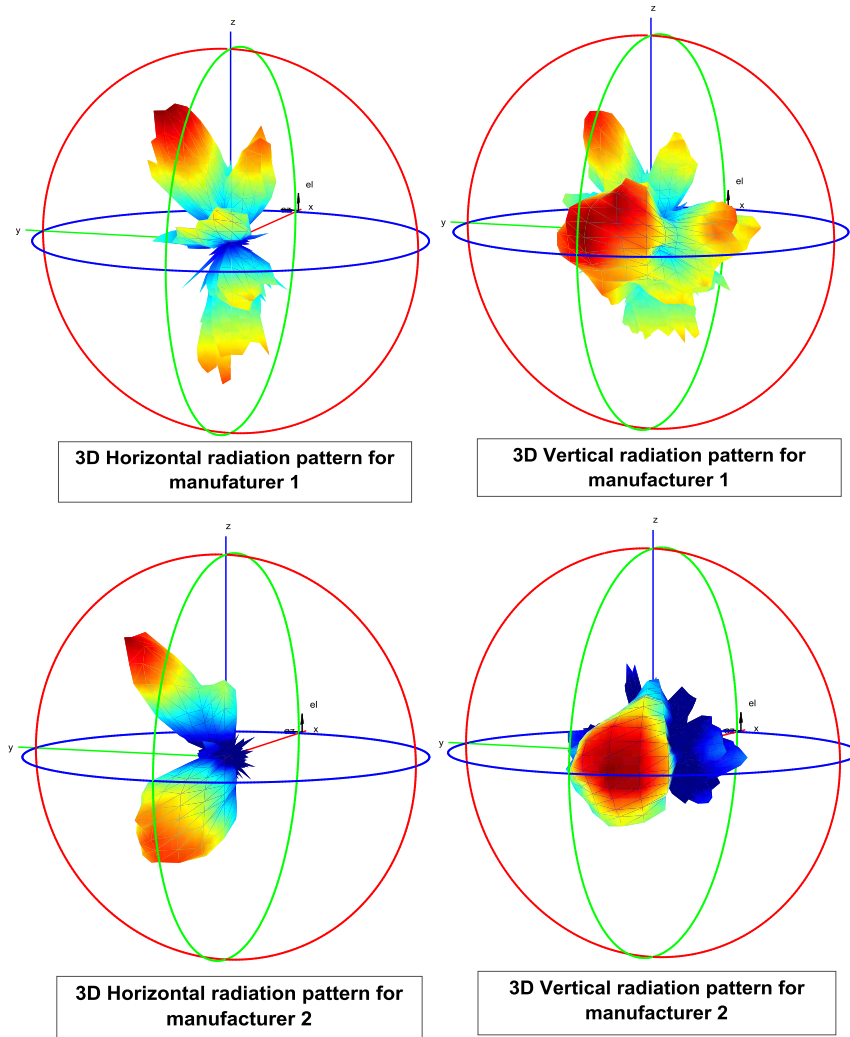 z
el
x
y
3D Horizontal radiation pattern for
manufaturer 1
z
el
x
y
3D Vertical radiation pattern for
manufacturer 1
z
el
x
y
3D Horizontal radiation pattern for
manufacturer 2
z
el
x
y
3D Vertical radiation pattern for
manufacturer 2